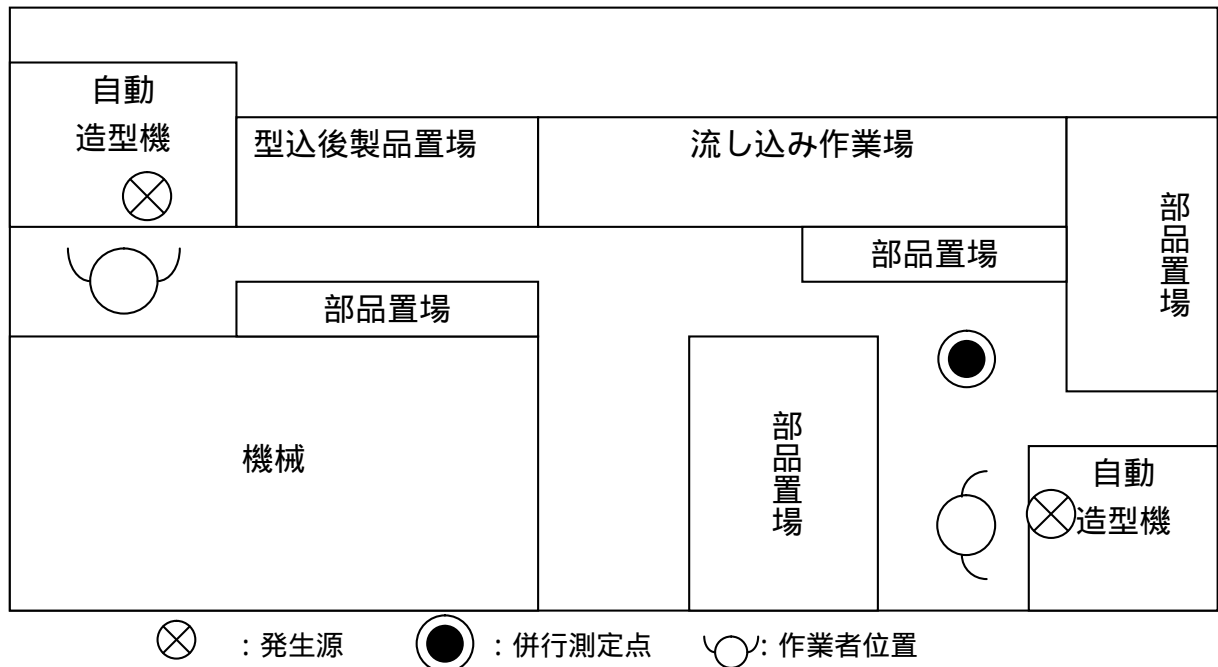 自動
造型機
型込後製品置場
流し込み作業場
部品置場
部品置場
部品置場
機械
部品置場
自動
造型機
：発生源
：併行測定点
：作業者位置